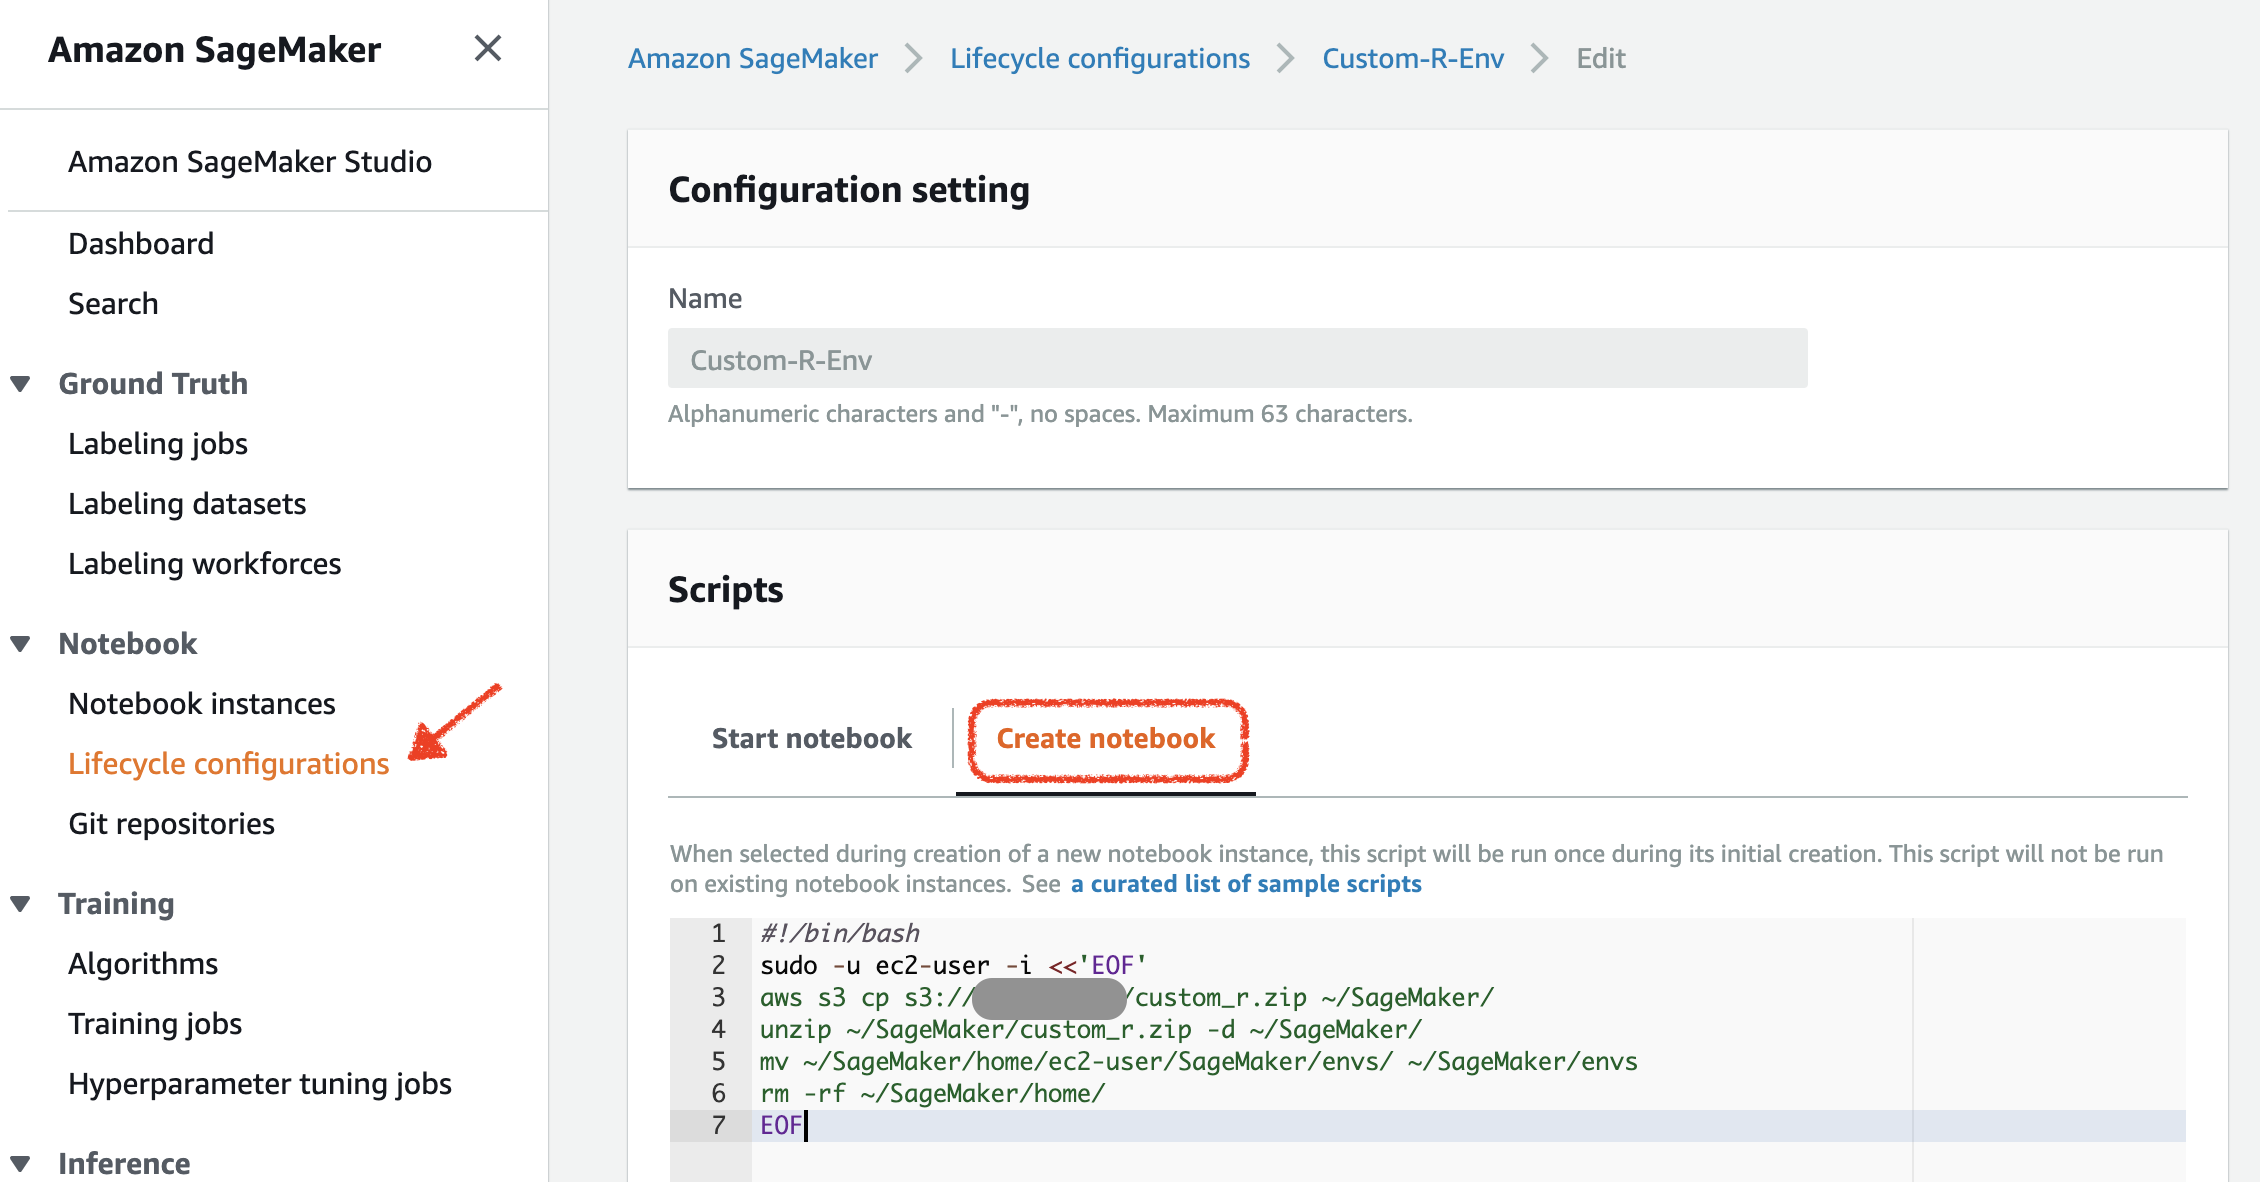 Amazon SageMaker
Amazon SageMaker Studio
Dashboard
Search
Ground Truth
Labeling jobs
Labeling datasets
Labeling workforces
Notebook
Notebook instances
Lifecycle configurations
Git repositories
Training
Algorithms
Training jobs
Hyperparameter tuning jobs
Inference
Amazon SageMaker > Lifecycle configurations > Custom-R-Env > Edit
Configuration setting
Name
Custom-R-Env
Alphanumeric characters and "-", no spaces. Maximum 63 characters.
Scripts
Start notebook
Create notebook
When selected during creation of a new notebook instance, this script will be run once during its initial creation. This script will not be run
on existing notebook instances. See a curated list of sample scripts
1 #!/bin/bash
2 sudo -u ec2-user -i <<'EOF'
3 aws s3 cp s3:// /custom_r.zip ~/SageMaker/
4 unzip ~/SageMaker/custom_r.zip -d ~/SageMaker/
5 mv ~/SageMaker/home/ec2-user/SageMaker/envs/ ~/SageMaker/envs
6 rm -rf ~/SageMaker/home/
7 EOF